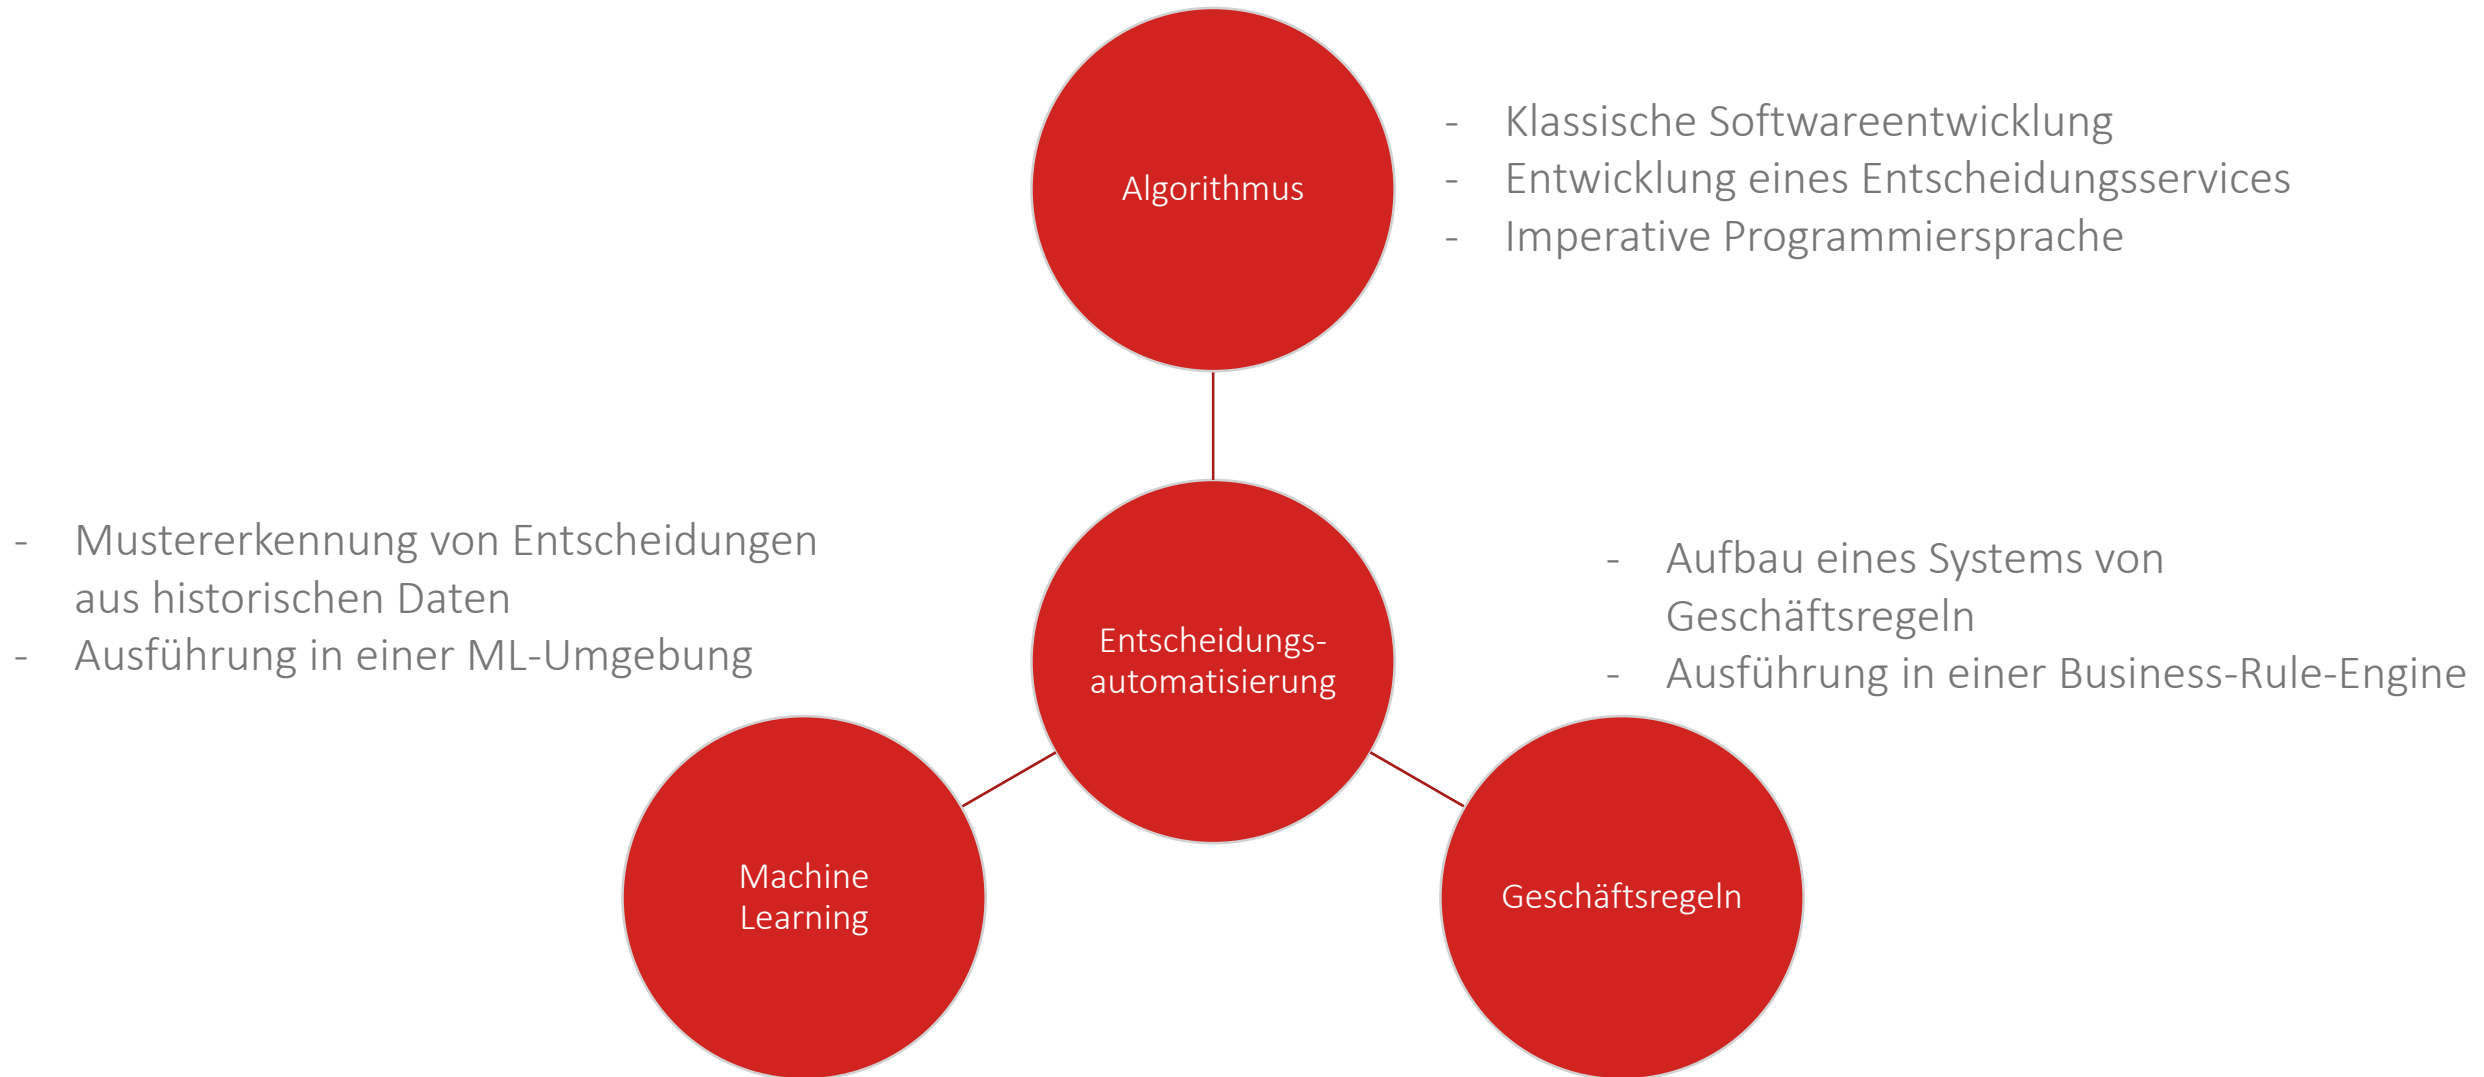 Algorithmus
- Klassische Softwareentwicklung
- Entwicklung eines Entscheidungsservices
- Imperative Programmiersprache
- Mustererkennung von Entscheidungen
aus historischen Daten
- Ausführung in einer ML-Umgebung
Entscheidungs-
automatisierung
- Aufbau eines Systems von
Geschäftsregeln
- Ausführung in einer Business-Rule-Engine
Machine
Learning
Geschäftsregeln